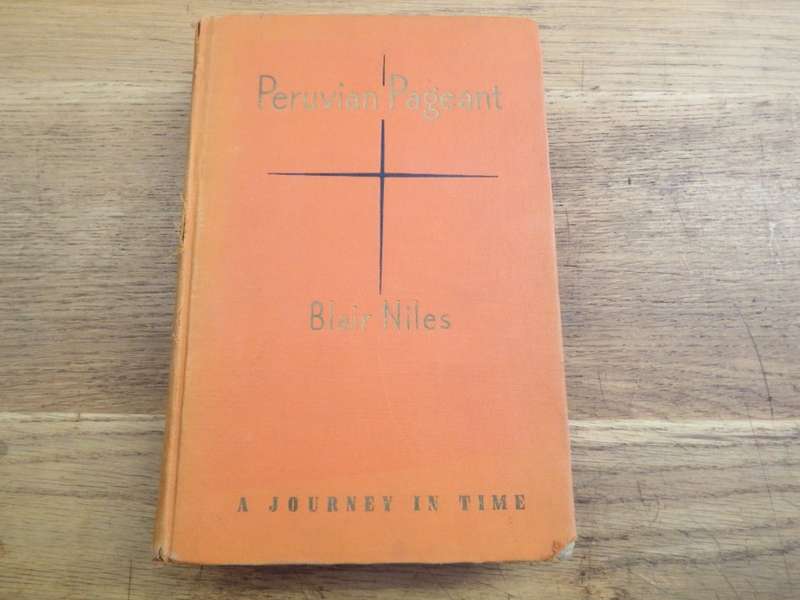 Peruvian Pageant
Blair Niles
A JOURNEY IN TIME